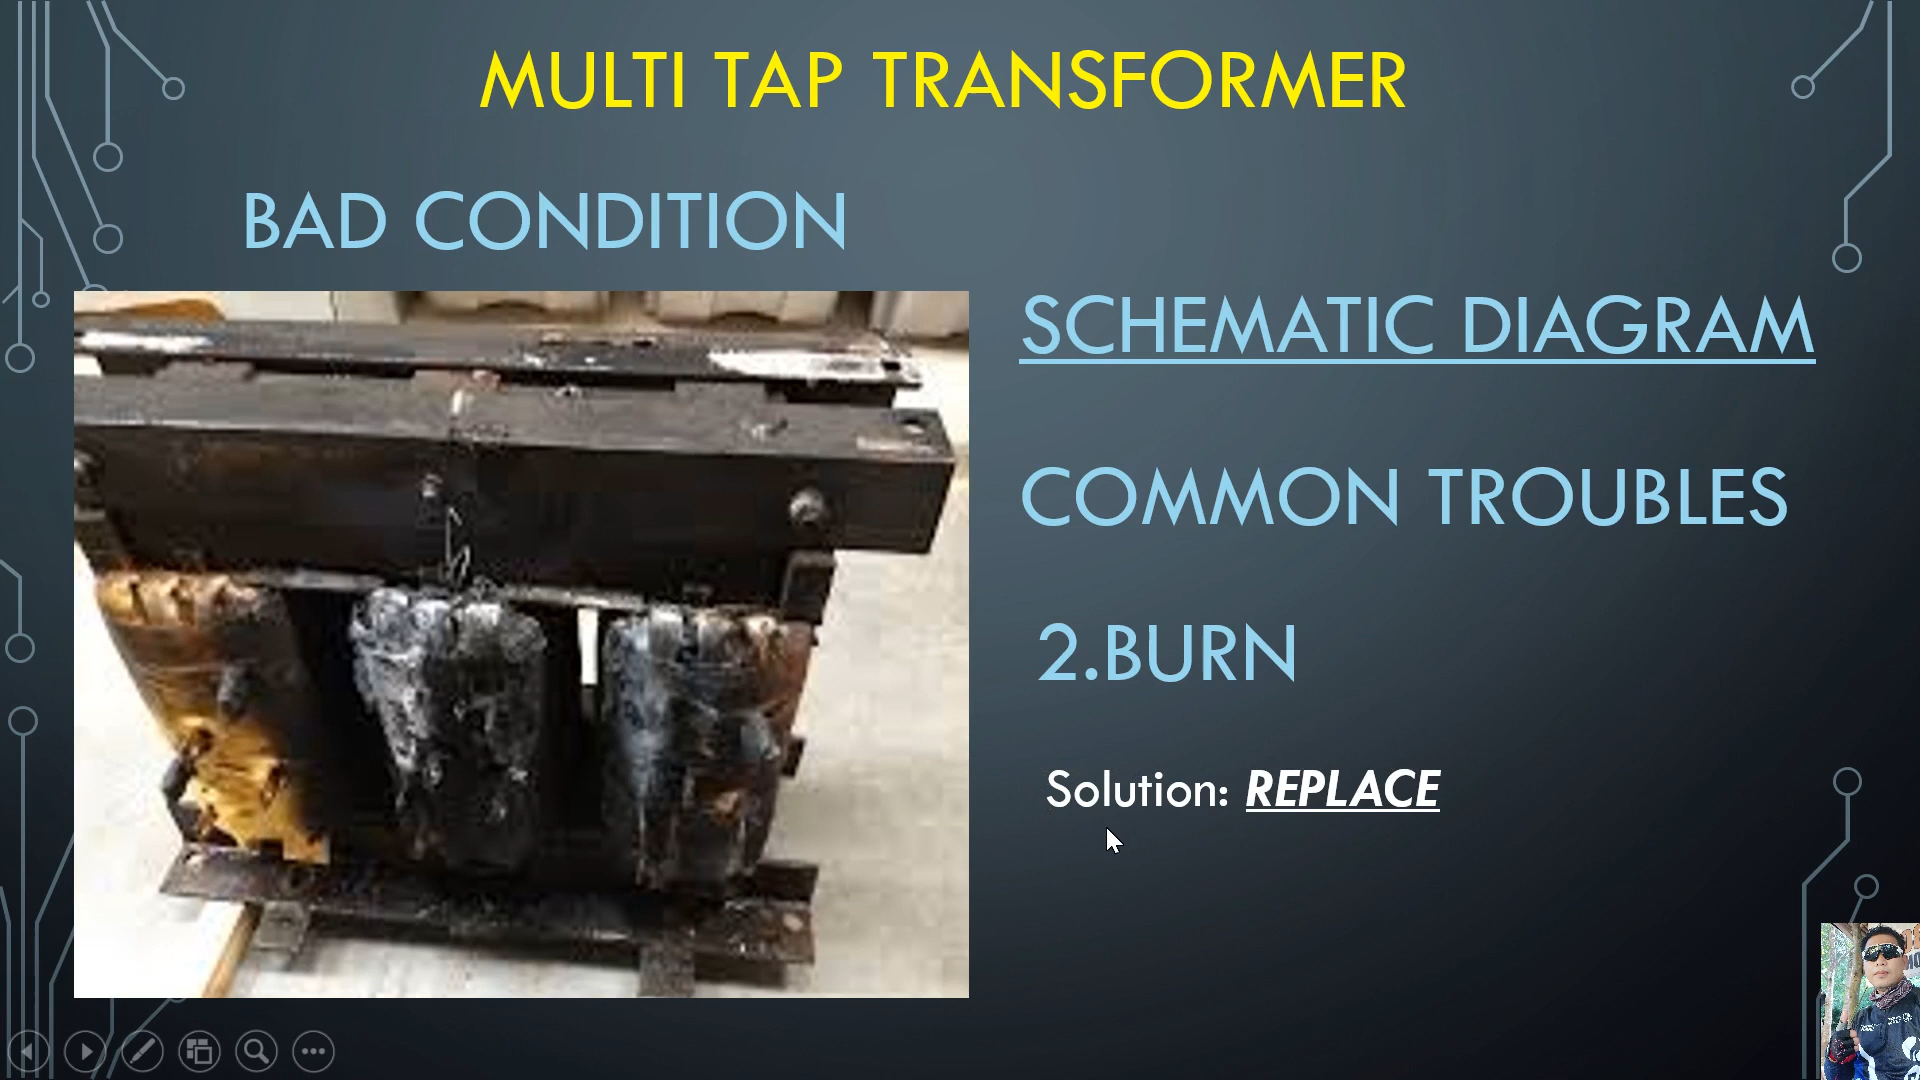 MULTI TAP TRANSFORMER
BAD CONDITION
SCHEMATIC DIAGRAM
COMMON TROUBLES
2.BURN
Solution: REPLACE